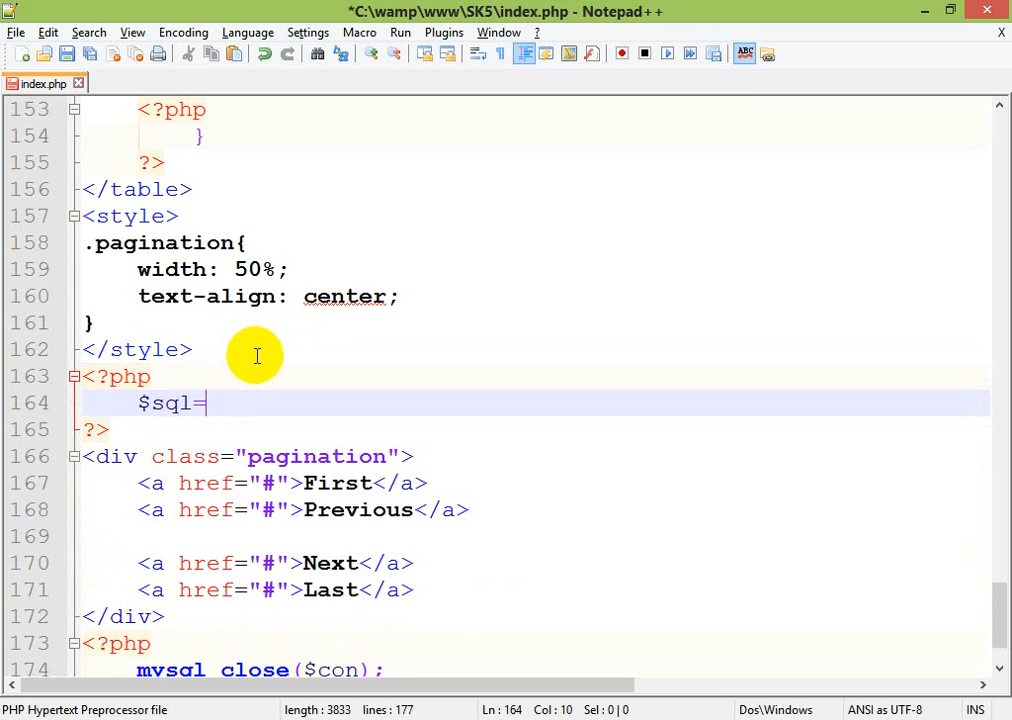 *C:\wamp\www\SK5\index.php - Notepad++
File Edit Search View Encoding Language Settings Macro Run Plugins Window ? X
ABC
index.php
153 <?php
154 }
155 ?>
156 </table>
157 <style>
158 .pagination{
159 width: 50%;
160 text-align: center;
161 }
162 </style>
163 <?php
164 $sql=
165 ?>
166 <div class="pagination">
167 <a href="#">First</a>
168 <a href="#">Previous</a>
169
170 <a href="#">Next</a>
171 <a href="#">Last</a>
172 </div>
173 <?php
174 mysql_close($con);
PHP Hypertext Preprocessor file length : 3833 lines : 177 Ln : 164 Col : 10 Sel : 0 | 0 Dos\Windows ANSI as UTF-8 INS